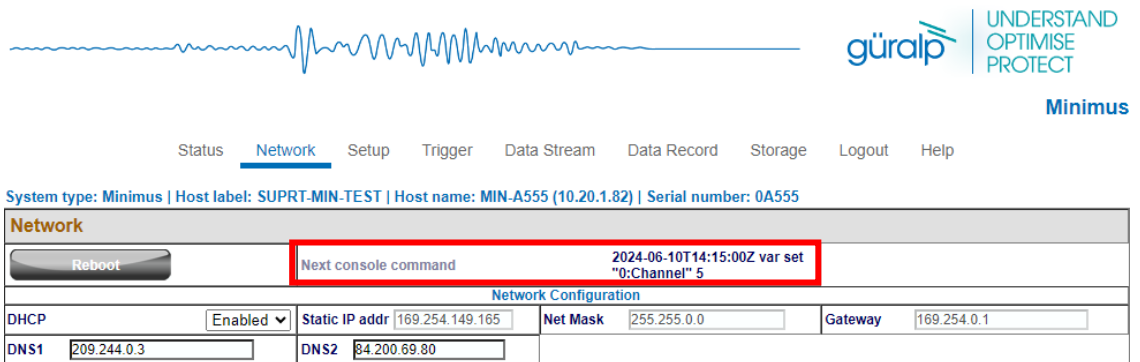 güralp
UNDERSTAND
OPTIMISE
PROTECT
Minimus
Status Network Setup Trigger Data Stream Data Record Storage Logout Help
System type: Minimus | Host label: SUPRT-MIN-TEST | Host name: MIN-A555 (10.20.1.82) | Serial number: 0A555
Network
Reboot
Next console command
2024-06-10T14:15:00Z var set
"0:Channel" 5
Network Configuration
DHCP Enabled Static IP addr 169.254.149.165 Net Mask 255.255.0.0 Gateway 169.254.0.1
DNS1 209.244.0.3 DNS2 84.200.69.80